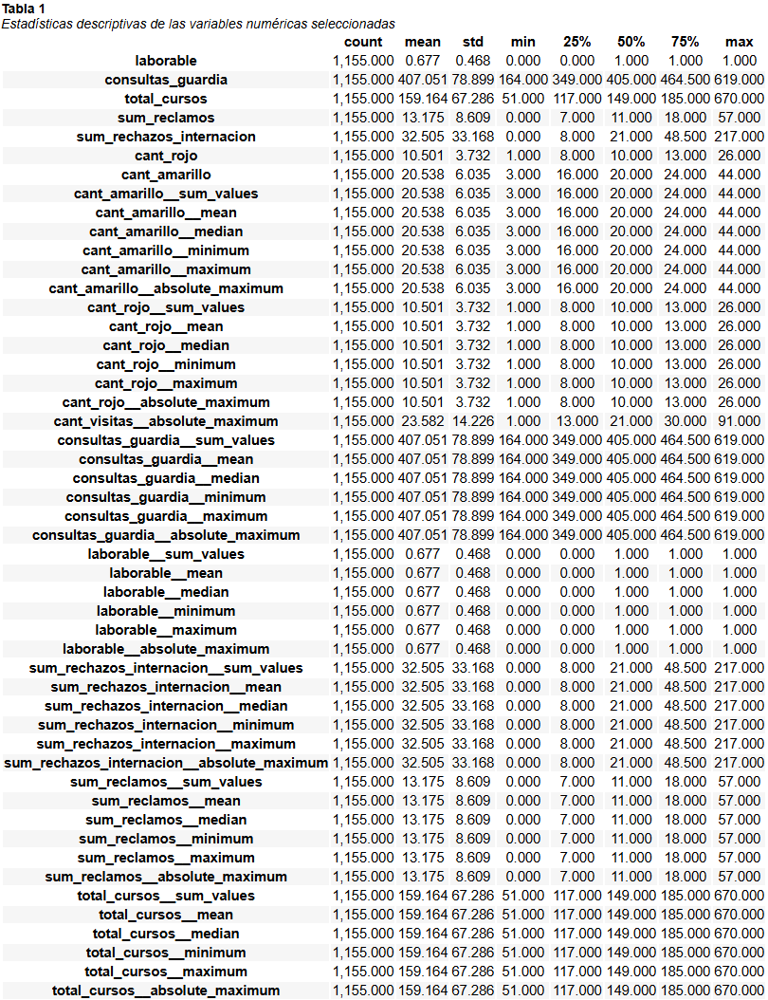 Tabla 1
Estadísticas descriptivas de las variables numéricas seleccionadas
count mean std min 25% 50% 75% max
laborable 1,155.000 0.677 0.468 0.000 0.000 1.000 1.000 1.000
consultas_guardia 1,155.000 407.051 78.899 164.000 349.000 405.000 464.500 619.000
total_cursos 1,155.000 159.164 67.286 51.000 117.000 149.000 185.000 670.000
sum_reclamos 1,155.000 13.175 8.609 0.000 7.000 11.000 18.000 57.000
sum_rechazos_internacion 1,155.000 32.505 33.168 0.000 8.000 21.000 48.500 217.000
cant_rojo 1,155.000 10.501 3.732 1.000 8.000 10.000 13.000 26.000
cant_amarillo 1,155.000 20.538 6.035 3.000 16.000 20.000 24.000 44.000
cant_amarillo__sum_values 1,155.000 20.538 6.035 3.000 16.000 20.000 24.000 44.000
cant_amarillo__mean 1,155.000 20.538 6.035 3.000 16.000 20.000 24.000 44.000
cant_amarillo__median 1,155.000 20.538 6.035 3.000 16.000 20.000 24.000 44.000
cant_amarillo__minimum 1,155.000 20.538 6.035 3.000 16.000 20.000 24.000 44.000
cant_amarillo__maximum 1,155.000 20.538 6.035 3.000 16.000 20.000 24.000 44.000
cant_amarillo__absolute_maximum 1,155.000 20.538 6.035 3.000 16.000 20.000 24.000 44.000
cant_rojo__sum_values 1,155.000 10.501 3.732 1.000 8.000 10.000 13.000 26.000
cant_rojo__mean 1,155.000 10.501 3.732 1.000 8.000 10.000 13.000 26.000
cant_rojo__median 1,155.000 10.501 3.732 1.000 8.000 10.000 13.000 26.000
cant_rojo__minimum 1,155.000 10.501 3.732 1.000 8.000 10.000 13.000 26.000
cant_rojo__maximum 1,155.000 10.501 3.732 1.000 8.000 10.000 13.000 26.000
cant_rojo__absolute_maximum 1,155.000 10.501 3.732 1.000 8.000 10.000 13.000 26.000
cant_visitas__absolute_maximum 1,155.000 23.582 14.226 1.000 13.000 21.000 30.000 91.000
consultas_guardia__sum_values 1,155.000 407.051 78.899 164.000 349.000 405.000 464.500 619.000
consultas_guardia__mean 1,155.000 407.051 78.899 164.000 349.000 405.000 464.500 619.000
consultas_guardia__median 1,155.000 407.051 78.899 164.000 349.000 405.000 464.500 619.000
consultas_guardia__minimum 1,155.000 407.051 78.899 164.000 349.000 405.000 464.500 619.000
consultas_guardia__maximum 1,155.000 407.051 78.899 164.000 349.000 405.000 464.500 619.000
consultas_guardia__absolute_maximum 1,155.000 407.051 78.899 164.000 349.000 405.000 464.500 619.000
laborable__sum_values 1,155.000 0.677 0.468 0.000 0.000 1.000 1.000 1.000
laborable__mean 1,155.000 0.677 0.468 0.000 0.000 1.000 1.000 1.000
laborable__median 1,155.000 0.677 0.468 0.000 0.000 1.000 1.000 1.000
laborable__minimum 1,155.000 0.677 0.468 0.000 0.000 1.000 1.000 1.000
laborable__maximum 1,155.000 0.677 0.468 0.000 0.000 1.000 1.000 1.000
laborable__absolute_maximum 1,155.000 0.677 0.468 0.000 0.000 1.000 1.000 1.000
sum_rechazos_internacion__sum_values 1,155.000 32.505 33.168 0.000 8.000 21.000 48.500 217.000
sum_rechazos_internacion__mean 1,155.000 32.505 33.168 0.000 8.000 21.000 48.500 217.000
sum_rechazos_internacion__median 1,155.000 32.505 33.168 0.000 8.000 21.000 48.500 217.000
sum_rechazos_internacion__minimum 1,155.000 32.505 33.168 0.000 8.000 21.000 48.500 217.000
sum_rechazos_internacion__maximum 1,155.000 32.505 33.168 0.000 8.000 21.000 48.500 217.000
sum_rechazos_internacion__absolute_maximum 1,155.000 32.505 33.168 0.000 8.000 21.000 48.500 217.000
sum_reclamos__sum_values 1,155.000 13.175 8.609 0.000 7.000 11.000 18.000 57.000
sum_reclamos__mean 1,155.000 13.175 8.609 0.000 7.000 11.000 18.000 57.000
sum_reclamos__median 1,155.000 13.175 8.609 0.000 7.000 11.000 18.000 57.000
sum_reclamos__minimum 1,155.000 13.175 8.609 0.000 7.000 11.000 18.000 57.000
sum_reclamos__maximum 1,155.000 13.175 8.609 0.000 7.000 11.000 18.000 57.000
sum_reclamos__absolute_maximum 1,155.000 13.175 8.609 0.000 7.000 11.000 18.000 57.000
total_cursos__sum_values 1,155.000 159.164 67.286 51.000 117.000 149.000 185.000 670.000
total_cursos__mean 1,155.000 159.164 67.286 51.000 117.000 149.000 185.000 670.000
total_cursos__median 1,155.000 159.164 67.286 51.000 117.000 149.000 185.000 670.000
total_cursos__minimum 1,155.000 159.164 67.286 51.000 117.000 149.000 185.000 670.000
total_cursos__maximum 1,155.000 159.164 67.286 51.000 117.000 149.000 185.000 670.000
total_cursos__absolute_maximum 1,155.000 159.164 67.286 51.000 117.000 149.000 185.000 670.000